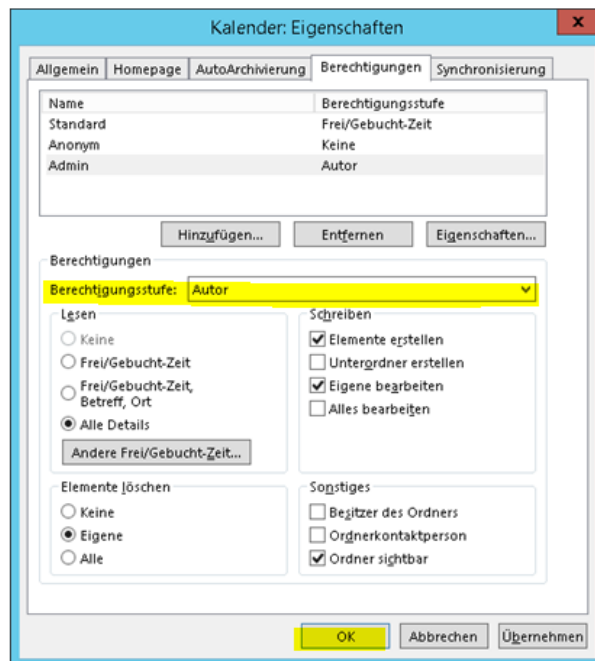 Kalender: Eigenschaften
x
Allgemein Homepage AutoArchivierung Berechtigungen Synchronisierung
Name Berechtigungsstufe
Standard Frei/Gebucht-Zeit
Anonym Keine
Admin Autor
Hinzufügen... Entfernen Eigenschaften...
Berechtigungen
Berechtigungsstufe: Autor
Lesen
Keine
Frei/Gebucht-Zeit
Frei/Gebucht-Zeit,
Betreff, Ort
Alle Details
Andere Frei/Gebucht-Zeit...
Schreiben
Elemente erstellen
Unterordner erstellen
Eigene bearbeiten
Alles bearbeiten
Elemente löschen
Keine
Eigene
Alle
Sonstiges
Besitzer des Ordners
Ordnerkontaktperson
Ordner sichtbar
OK Abbrechen Übernehmen